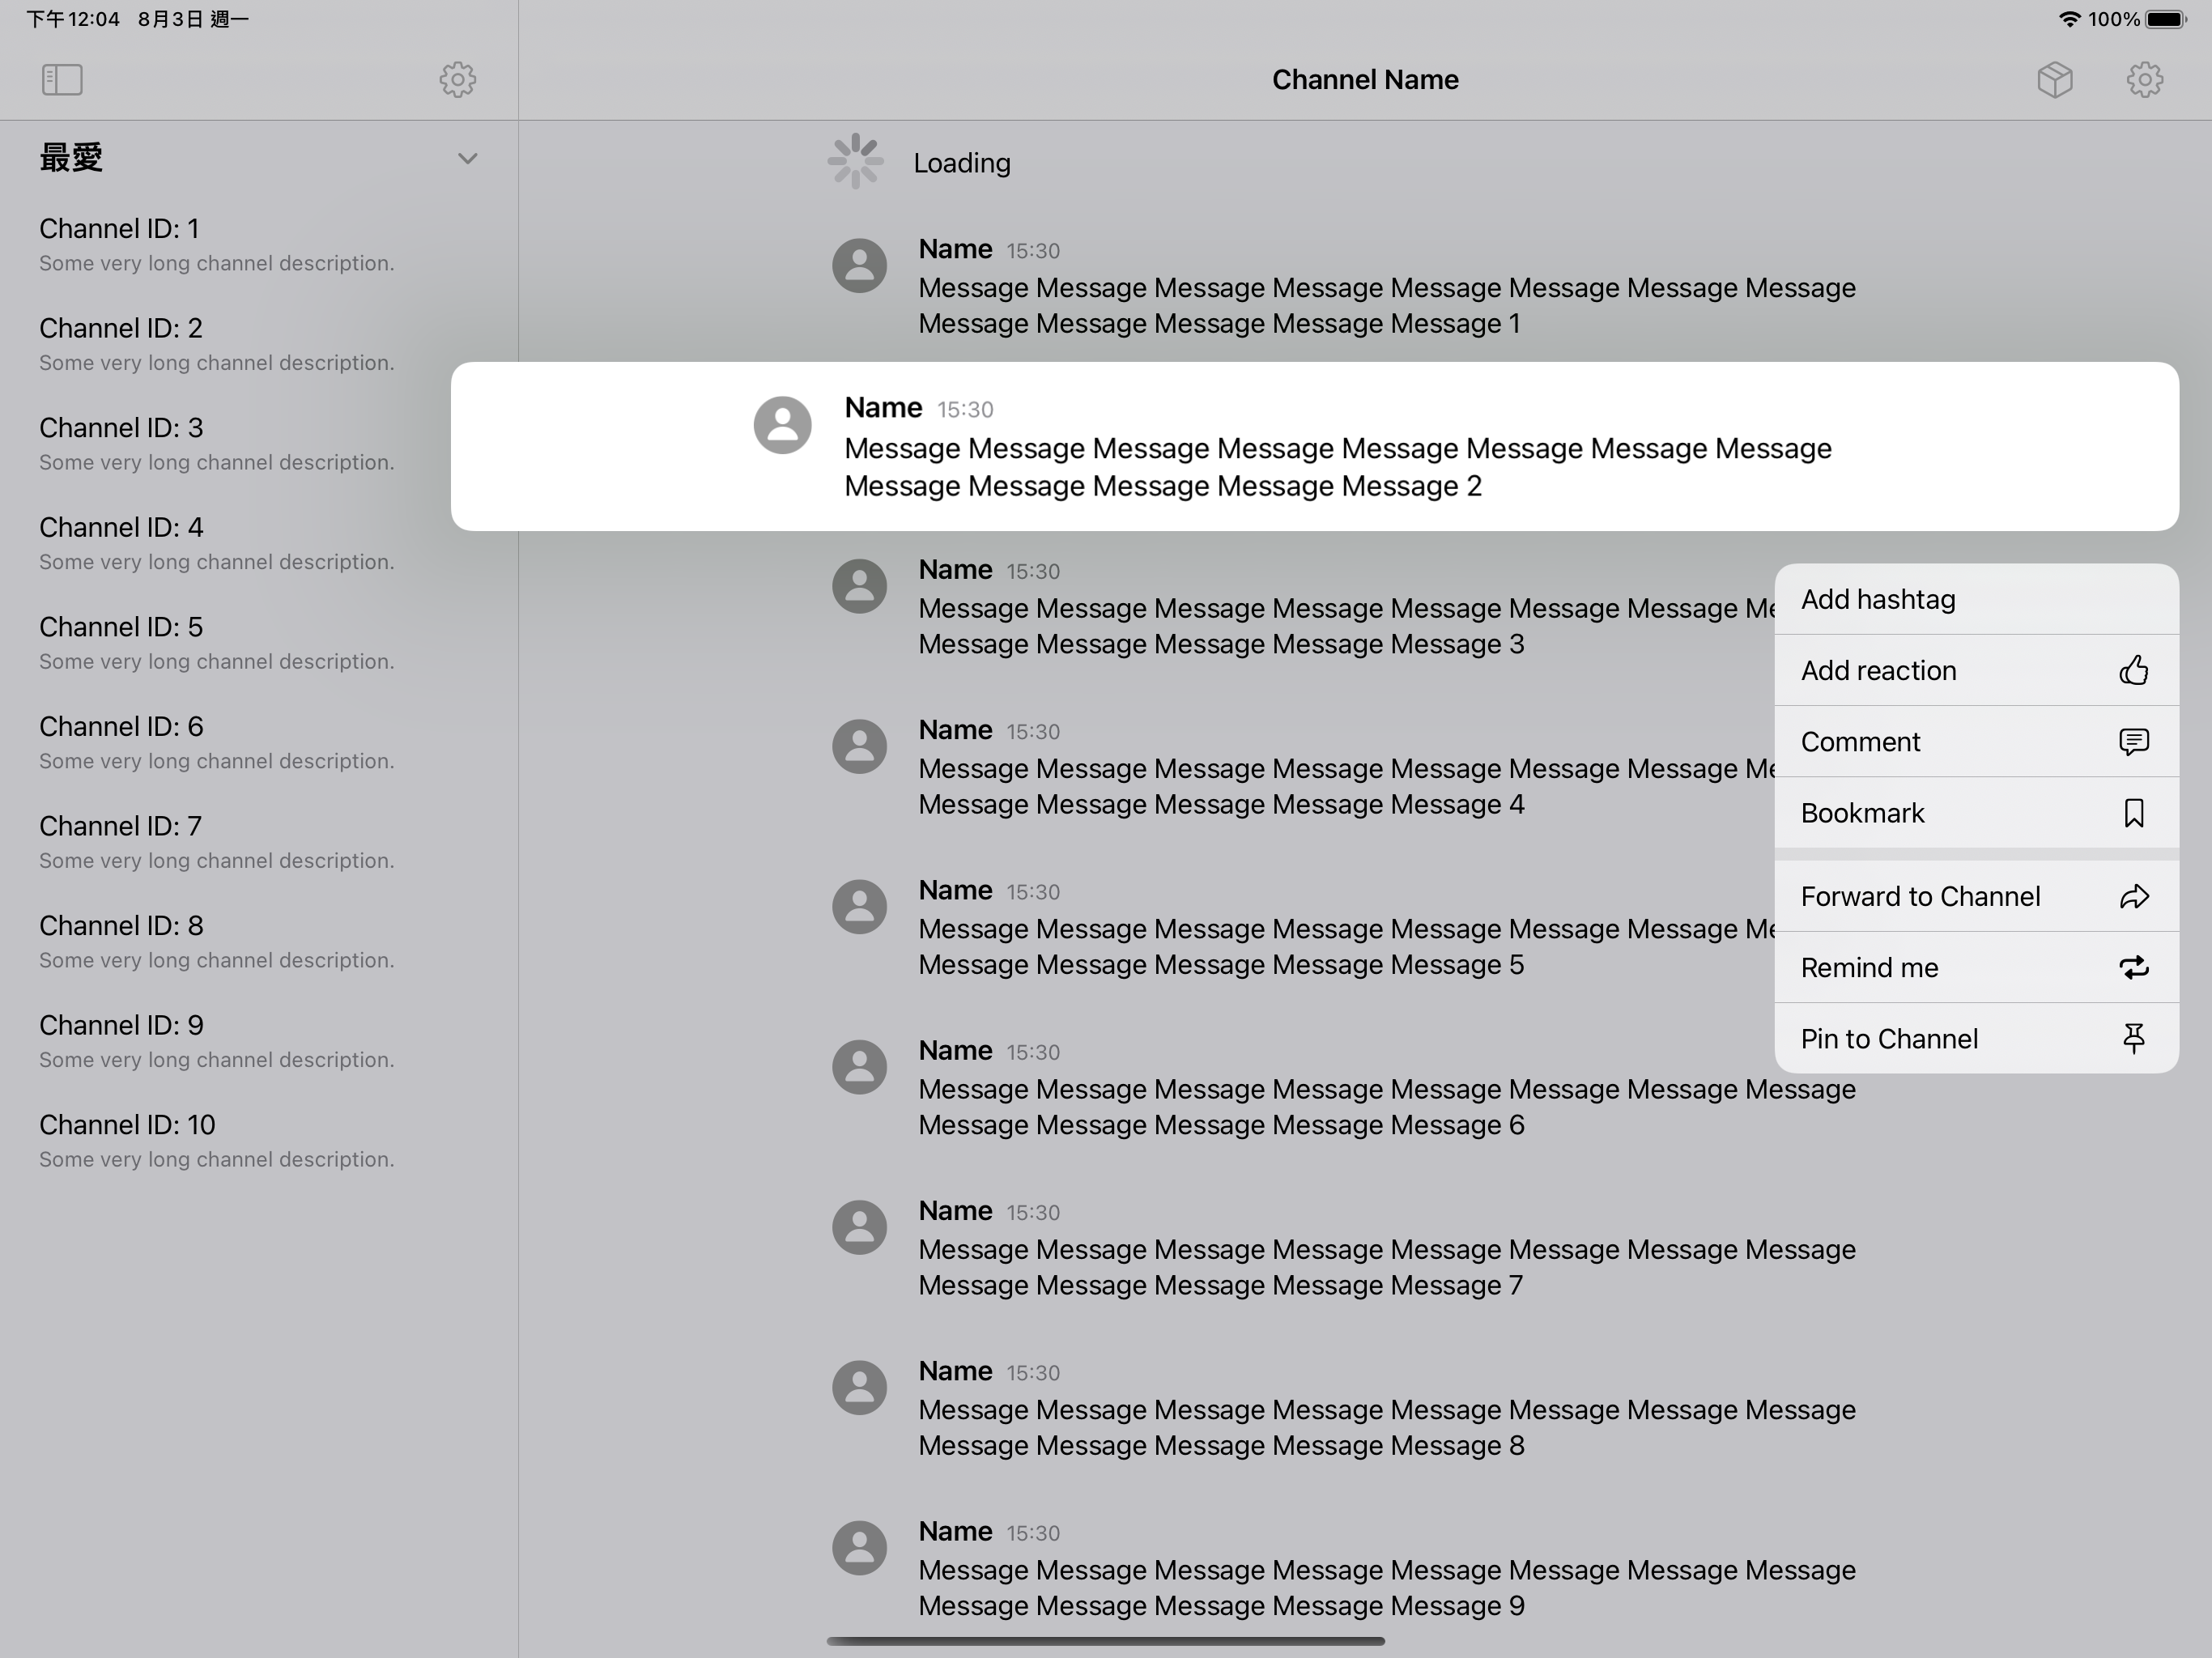 下午12:04 8月3日 週一
100%
Channel Name
最愛
Channel ID: 1
Some very long channel description.
Channel ID: 2
Some very long channel description.
Channel ID: 3
Some very long channel description.
Channel ID: 4
Some very long channel description.
Channel ID: 5
Some very long channel description.
Channel ID: 6
Some very long channel description.
Channel ID: 7
Some very long channel description.
Channel ID: 8
Some very long channel description.
Channel ID: 9
Some very long channel description.
Channel ID: 10
Some very long channel description.
Loading
Name 15:30
Message Message Message Message Message Message Message Message
Message Message Message Message Message 1
Name 15:30
Message Message Message Message Message Message Message Message
Message Message Message Message Message 2
Name 15:30
Message Message Message Message Message Message Message Me
Message Message Message Message Message 3
Name 15:30
Message Message Message Message Message Message Message Me
Message Message Message Message Message 4
Name 15:30
Message Message Message Message Message Message Message Me
Message Message Message Message Message 5
Name 15:30
Message Message Message Message Message Message Message Message
Message Message Message Message Message 6
Name 15:30
Message Message Message Message Message Message Message Message
Message Message Message Message Message 7
Name 15:30
Message Message Message Message Message Message Message Message
Message Message Message Message Message 8
Name 15:30
Message Message Message Message Message Message Message Message
Message Message Message Message Message 9
Add hashtag
Add reaction
Comment
Bookmark
Forward to Channel
Remind me
Pin to Channel